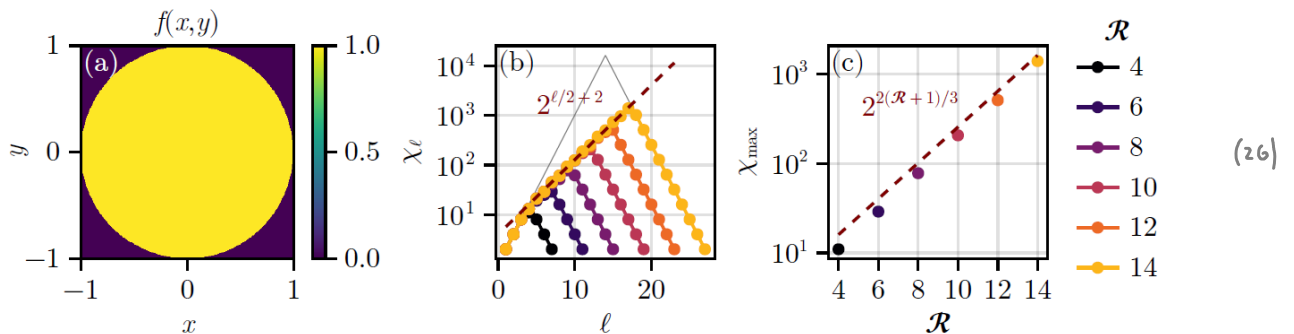 f(x,y)
(a)
1
0
−1
y
−1 0 1
x
1.0
0.5
0.0
(b)
10⁴
10³
10²
10¹
χ_ℓ
2^{ℓ/2+2}
0 10 20
ℓ
(c)
10³
10²
10¹
χ_max
2^{2(𝓡+1)/3}
4 6 8 10 12 14
𝓡
𝓡
4
6
8
10
12
14
(26)